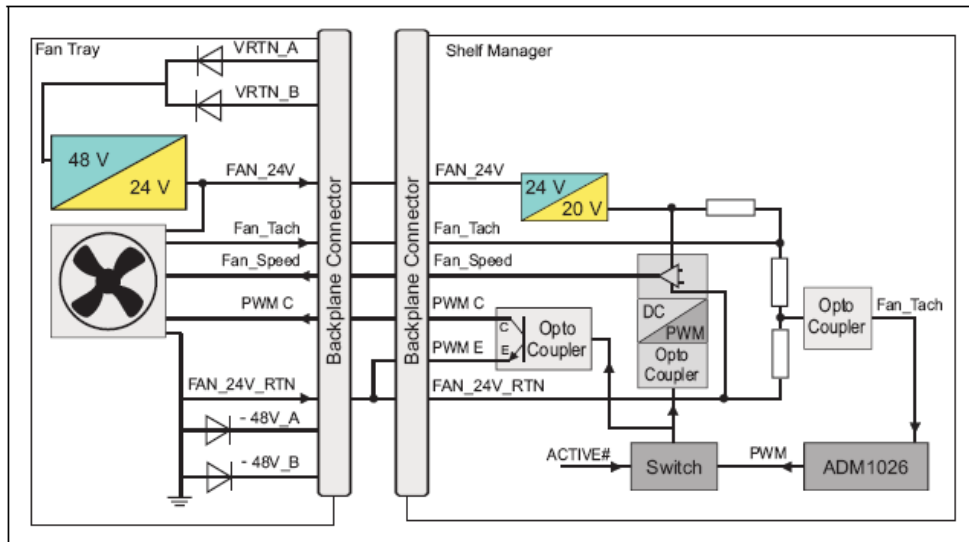 Fan Tray
VRTN_A
VRTN_B
48 V
24 V
FAN_24V
Fan_Tach
Fan_Speed
PWM C
FAN_24V_RTN
- 48V_A
- 48V_B
Backplane Connector
Backplane Connector
Shelf Manager
FAN_24V
24 V
20 V
Fan_Tach
Fan_Speed
PWM C
PWM E
FAN_24V_RTN
C
E
Opto
Coupler
DC
PWM
Opto
Coupler
Opto
Coupler
Fan_Tach
ACTIVE#
Switch
PWM
ADM1026